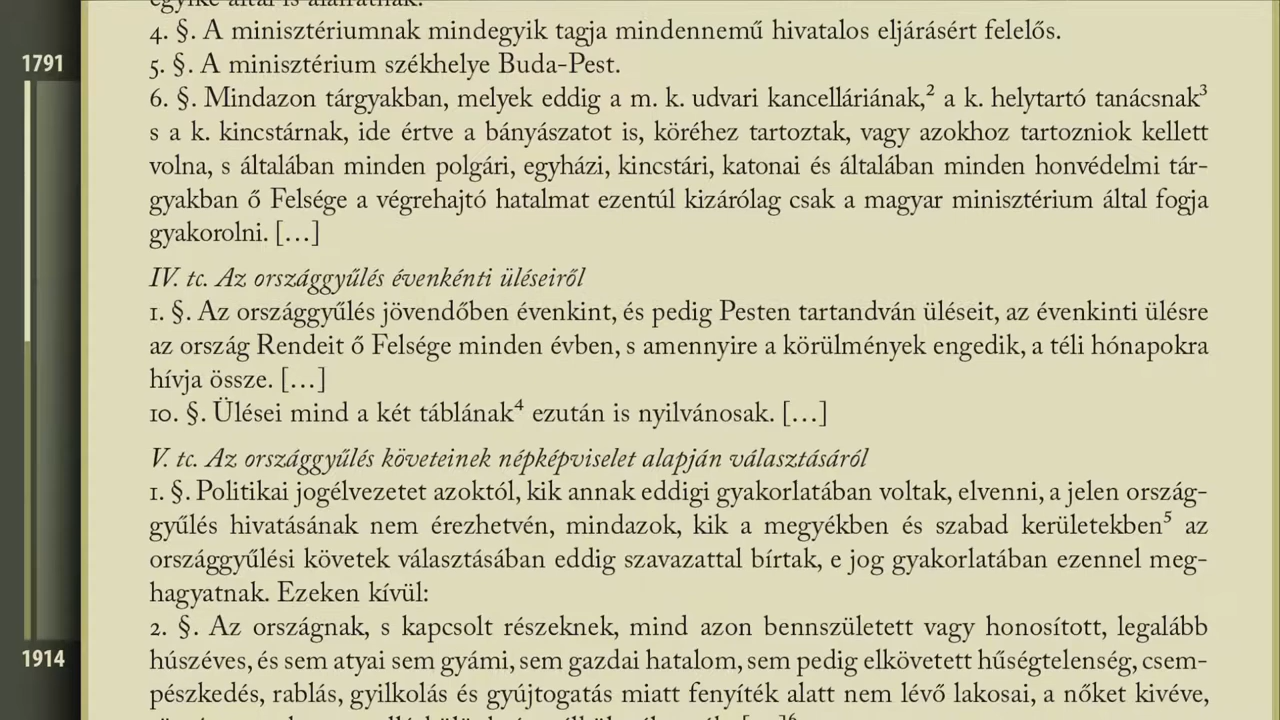 egyike által is aláíratnak.
4. §. A minisztériumnak mindegyik tagja mindennemű hivatalos eljárásért felelős.
1791
5. §. A minisztérium székhelye Buda-Pest.
6. §. Mindazon tárgyakban, melyek eddig a m. k. udvari kancelláriának,² a k. helytartó tanácsnak³
s a k. kincstárnak, ide értve a bányászatot is, köréhez tartoztak, vagy azokhoz tartozniok kellett
volna, s általában minden polgári, egyházi, kincstári, katonai és általában minden honvédelmi tár-
gyakban ő Felsége a végrehajtó hatalmat ezentúl kizárólag csak a magyar minisztérium által fogja
gyakorolni. […]
IV. tc. Az országgyűlés évenkénti üléseiről
1. §. Az országgyűlés jövendőben évenkint, és pedig Pesten tartandván üléseit, az évenkinti ülésre
az ország Rendeit ő Felsége minden évben, s amennyire a körülmények engedik, a téli hónapokra
hívja össze. […]
10. §. Ülései mind a két táblának⁴ ezután is nyilvánosak. […]
V. tc. Az országgyűlés követeinek népképviselet alapján választásáról
1. §. Politikai jogélvezetet azoktól, kik annak eddigi gyakorlatában voltak, elvenni, a jelen ország-
gyűlés hivatásának nem érezhetvén, mindazok, kik a megyékben és szabad kerületekben⁵ az
országgyűlési követek választásában eddig szavazattal bírtak, e jog gyakorlatában ezennel meg-
hagyatnak. Ezeken kívül:
2. §. Az országnak, s kapcsolt részeknek, mind azon bennszületett vagy honosított, legalább
1914
húszéves, és sem atyai sem gyámi, sem gazdai hatalom, sem pedig elkövetett hűségtelenség, csem-
pészkedés, rablás, gyilkolás és gyújtogatás miatt fenyíték alatt nem lévő lakosai, a nőket kivéve,